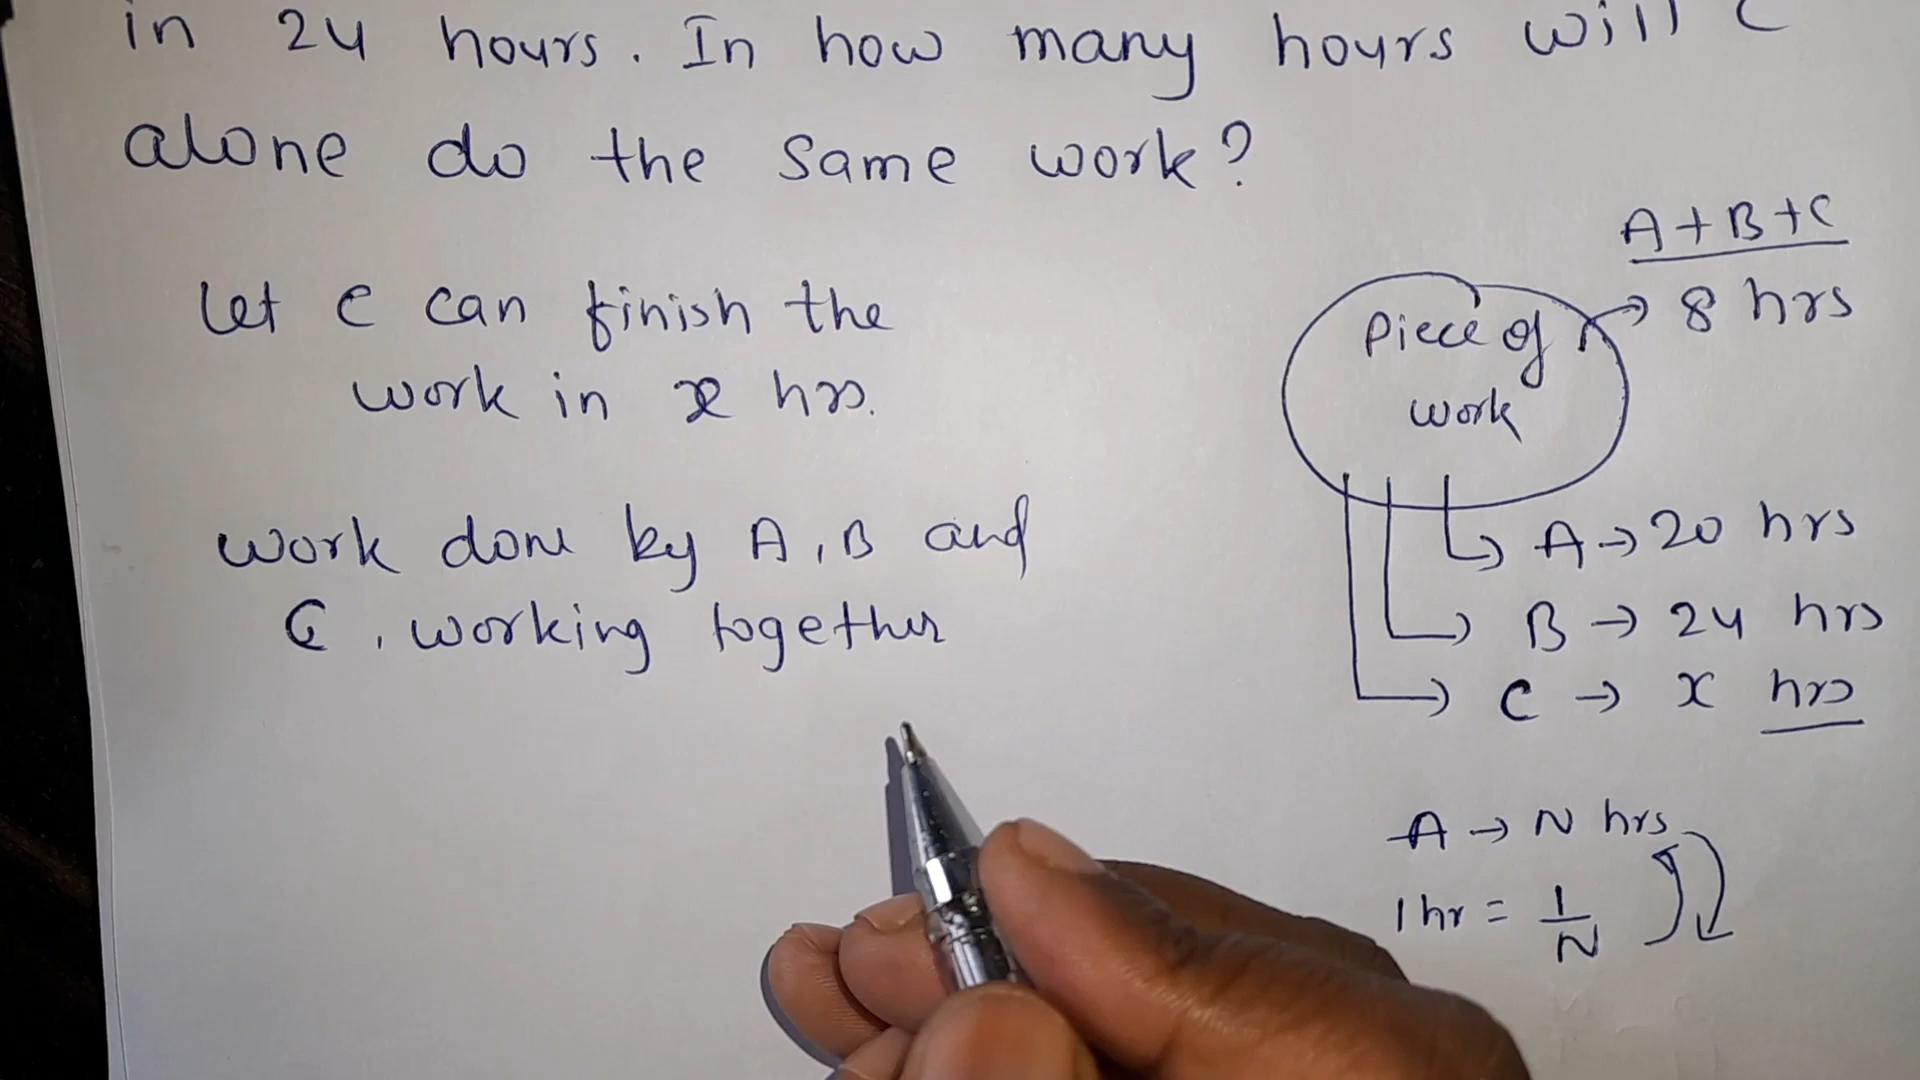 in 24 hours. In how many hours will C
alone do the same work?
Let C can finish the
work in x hrs.
work done by A, B and
C, working together
A+B+C
Piece of
work
→ 8 hrs
A → 20 hrs
B → 24 hrs
C → x hrs
A → N hrs
1 hr = 1/N